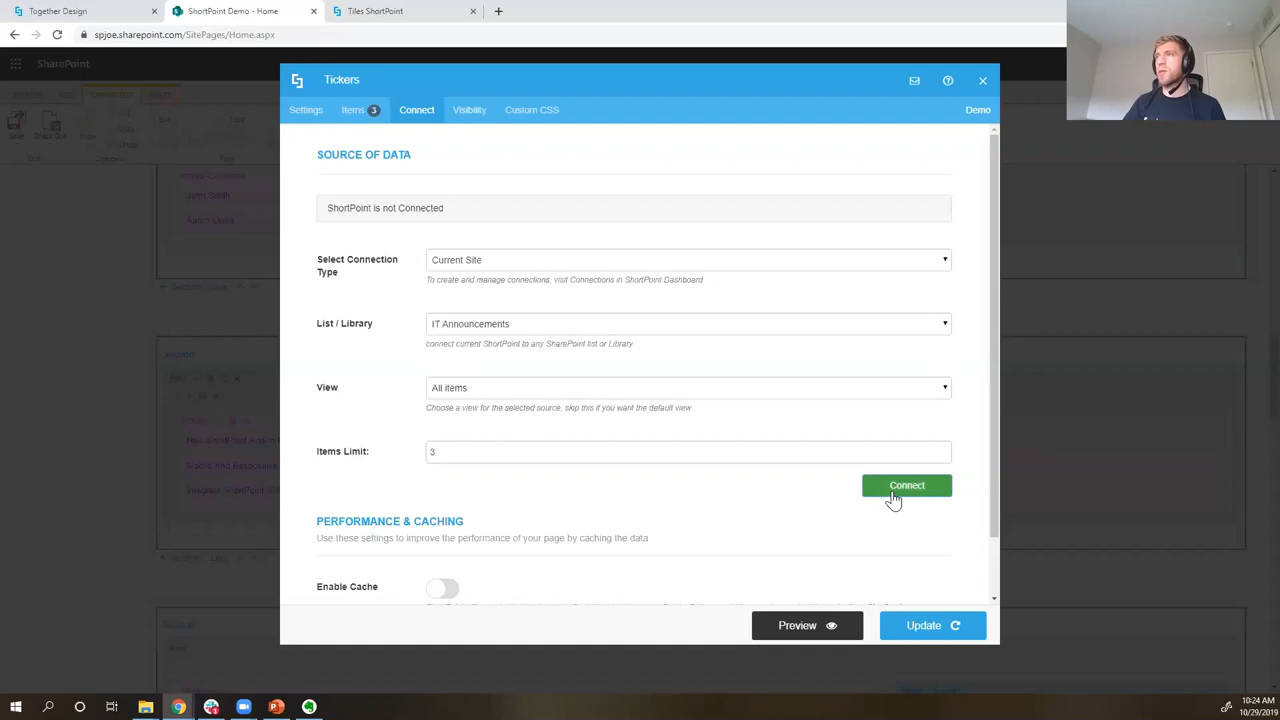 Together Design
ShortPoint Demo - Home
Tiles ShortPoint
spjoe.sharepoint.com/SitePages/Home.aspx
SharePoint
Tickers
Settings
Items 3
Connect
Visibility
Custom CSS
Demo
SOURCE OF DATA
ShortPoint is not Connected
Select Connection
Type
Current Site
To create and manage connections, visit Connections in ShortPoint Dashboard
List / Library
IT Announcements
connect current ShortPoint to any SharePoint list or Library
View
All items
Choose a view for the selected source, skip this if you want the default view
Items Limit:
3
Connect
PERFORMANCE & CACHING
Use these settings to improve the performance of your page by caching the data
Enable Cache
Preview
Update
John Smith
10:24 AM
10/29/2019